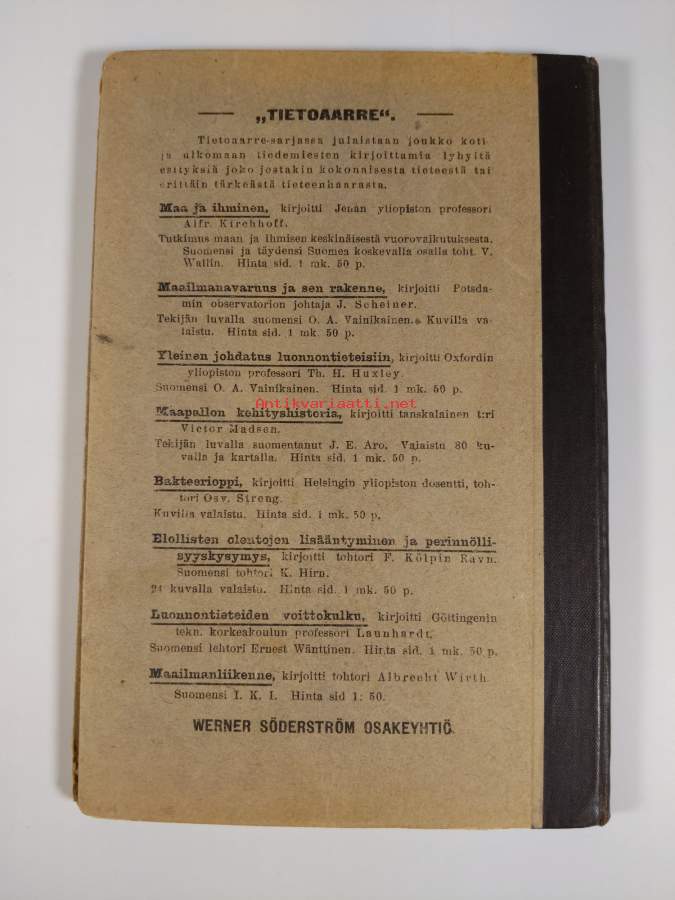 „TIETOAARRE“.
Tietoaarre-sarjassa julaistaan joukko koti-
ja ulkomaan tiedemiesten kirjoittamia lyhyitä
esityksiä joko jostakin kokonaisesta tieteestä tai
erittäin tärkeästä tieteenhaarasta.
Maa ja ihminen, kirjoitti Jenan yliopiston professori
Alfr. Kirchhoff.
Tutkimus maan ja ihmisen keskinäisestä vuorovaikutuksesta.
Suomensi ja täydensi Suomea koskevalla osalla toht. V.
Wallin. Hinta sid. 1 mk. 50 p.
Maailmanavaruus ja sen rakenne, kirjoitti Potsda-
min observatorion johtaja J. Scheiner.
Tekijän luvalla suomensi O. A. Vainikainen. Kuvilla va-
laistu. Hinta sid. 1 mk. 50 p.
Yleinen johdatus luonnontieteisiin, kirjoitti Oxfordin
yliopiston professori Th. H. Huxley.
Suomensi O. A. Vainikainen. Hinta sid. 1 mk. 50 p.
Antikvariaatti.net
Maapallon kehityshistoria, kirjoitti tanskalainen t:ri
Victor Madsen.
Tekijän luvalla suomentanut J. E. Aro. Valaistu 30 ku-
valla ja kartalla. Hinta sid. 1 mk. 50 p.
Bakteerioppi, kirjoitti Helsingin yliopiston dosentti, toh-
tori Osv. Streng.
Kuvilla valaistu. Hinta sid. 1 mk. 50 p.
Elollisten olentojen lisääntyminen ja perinnölli-
syyskysymys, kirjoitti tohtori F. Kölpin Ravn.
Suomensi tohtori K. Hirn.
24 kuvalla valaistu. Hinta sid. 1 mk. 50 p.
Luonnontieteiden voittokulku, kirjoitti Göttingenin
tekn. korkeakoulun professori Launhardt.
Suomensi lehtori Ernest Wänttinen. Hinta sid. 1 mk. 50 p.
Maailmanliikenne, kirjoitti tohtori Albrecht Wirth.
Suomensi I. K. I. Hinta sid 1: 50.
WERNER SÖDERSTRÖM OSAKEYHTIÖ